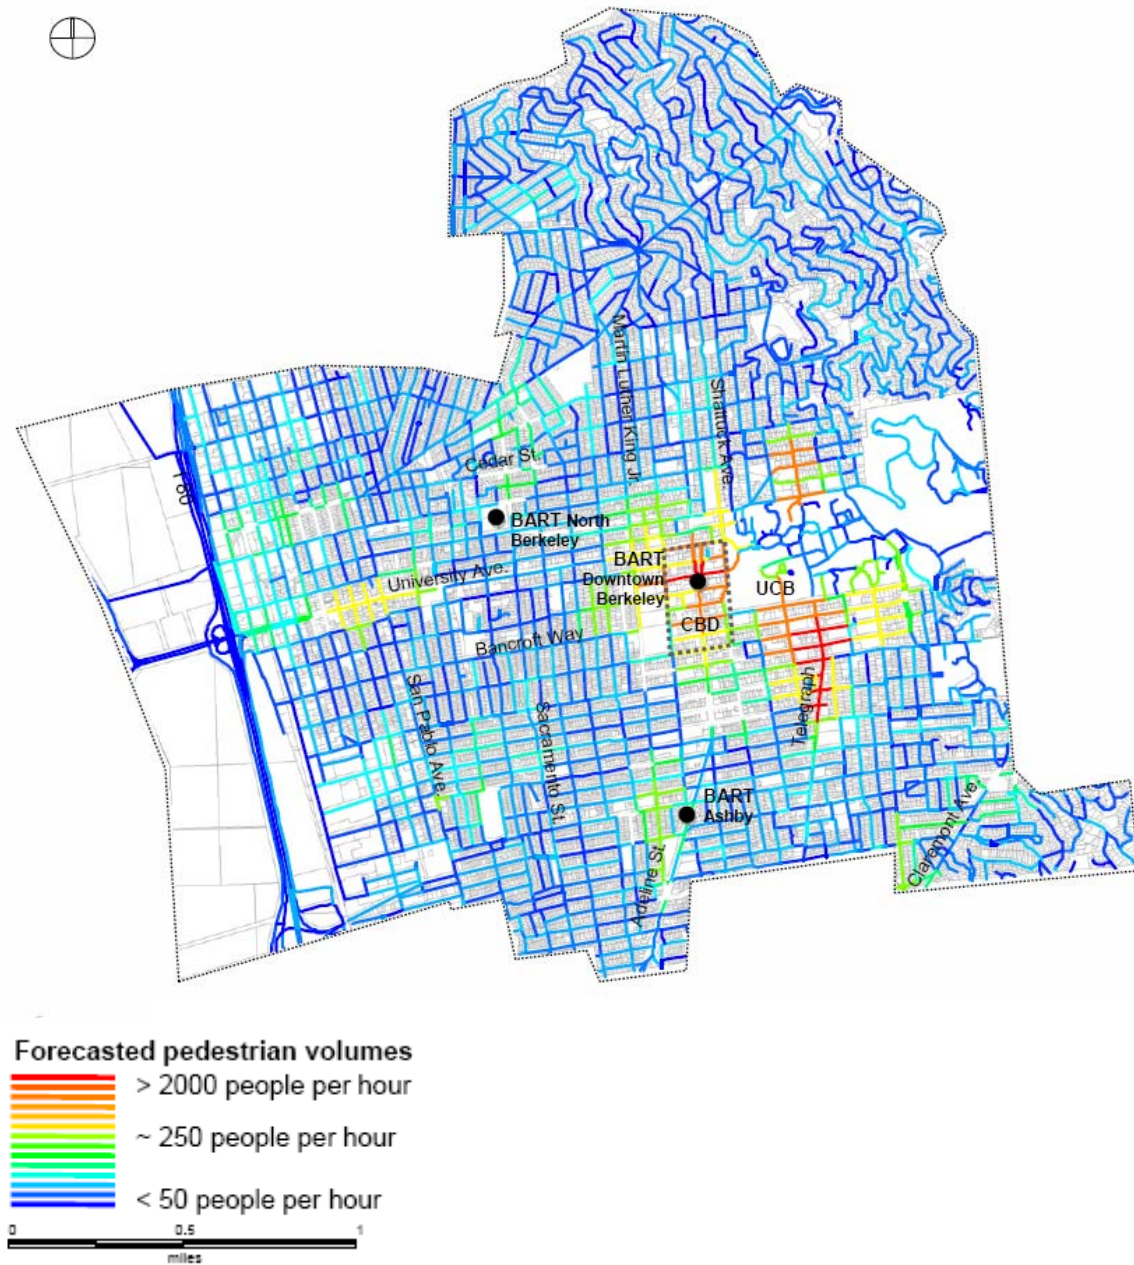 Martin Luther King Jr.
Shattuck Ave.
Cedar St.
I 80
BART North
Berkeley
BART
Downtown
Berkeley
University Ave.
UCB
CBD
Bancroft Way
San Pablo Ave.
Sacramento St.
Telegraph
BART
Ashby
Claremont Ave.
Adeline St
Forecasted pedestrian volumes
> 2000 people per hour
~ 250 people per hour
< 50 people per hour
0 0.5 1
miles